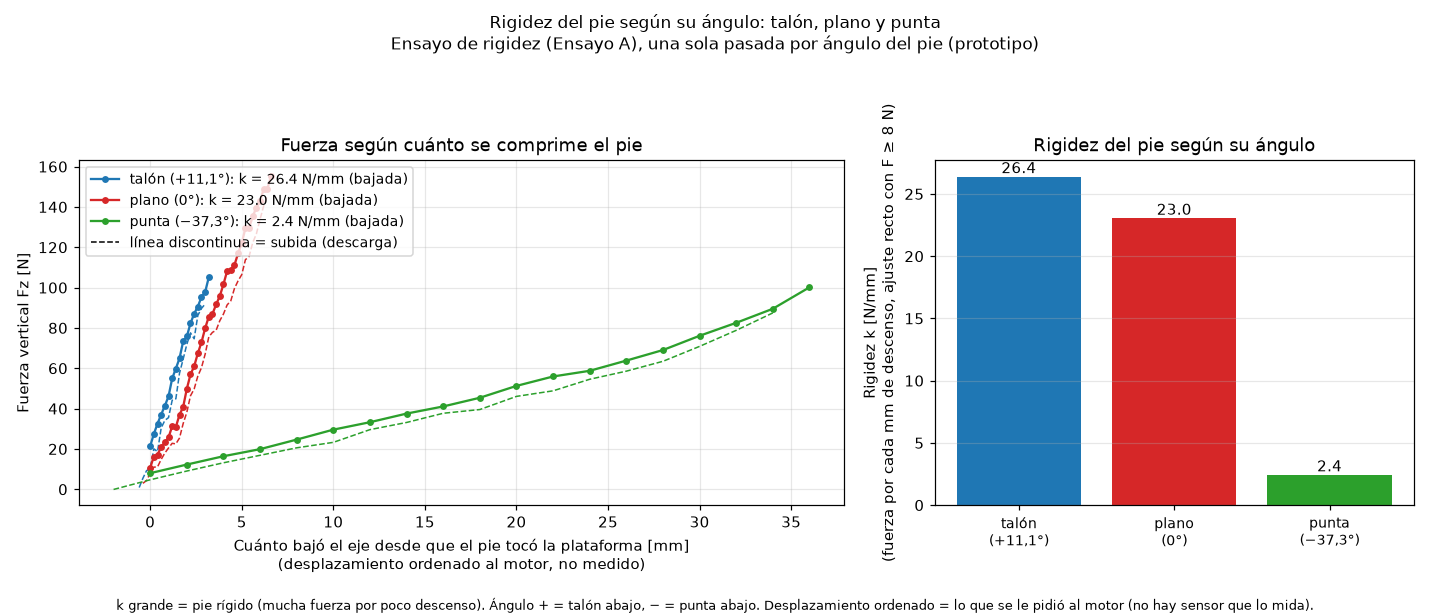 Rigidez del pie según su ángulo: talón, plano y punta
Ensayo de rigidez (Ensayo A), una sola pasada por ángulo del pie (prototipo)
Fuerza según cuánto se comprime el pie
Fuerza vertical Fz [N]
160
140
120
100
80
60
40
20
0
talón (+11,1°): k = 26.4 N/mm (bajada)
plano (0°): k = 23.0 N/mm (bajada)
punta (−37,3°): k = 2.4 N/mm (bajada)
línea discontinua = subida (descarga)
0
5
10
15
20
25
30
35
Cuánto bajó el eje desde que el pie tocó la plataforma [mm]
(desplazamiento ordenado al motor, no medido)
Rigidez del pie según su ángulo
Rigidez k [N/mm]
(fuerza por cada mm de descenso, ajuste recto con F ≥ 8 N)
25
20
15
10
5
0
26.4
23.0
2.4
talón
(+11,1°)
plano
(0°)
punta
(−37,3°)
k grande = pie rígido (mucha fuerza por poco descenso). Ángulo + = talón abajo, − = punta abajo. Desplazamiento ordenado = lo que se le pidió al motor (no hay sensor que lo mida).